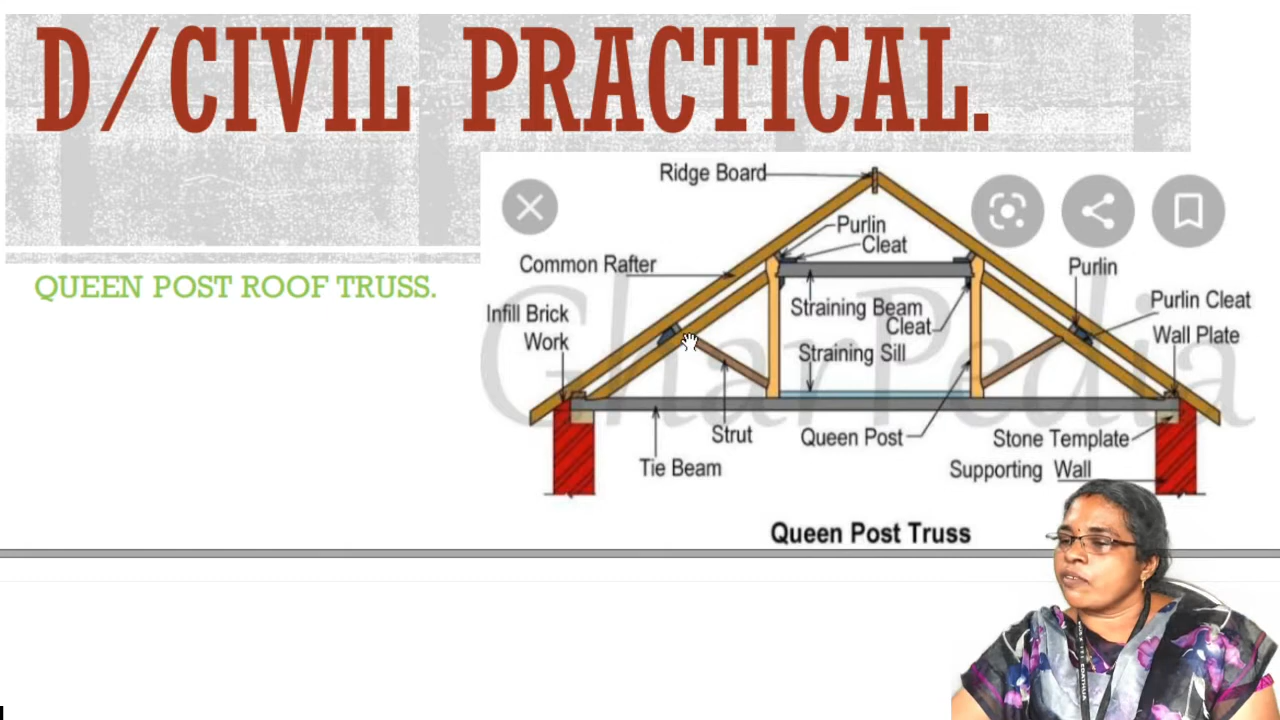 D/CIVIL PRACTICAL.
QUEEN POST ROOF TRUSS.
Ridge Board
Purlin
Cleat
Common Rafter
Purlin
Infill Brick
Work
Straining Beam
Cleat
Purlin Cleat
Wall Plate
Straining Sill
GharPedia
Strut
Queen Post
Stone Template
Tie Beam
Supporting Wall
Queen Post Truss